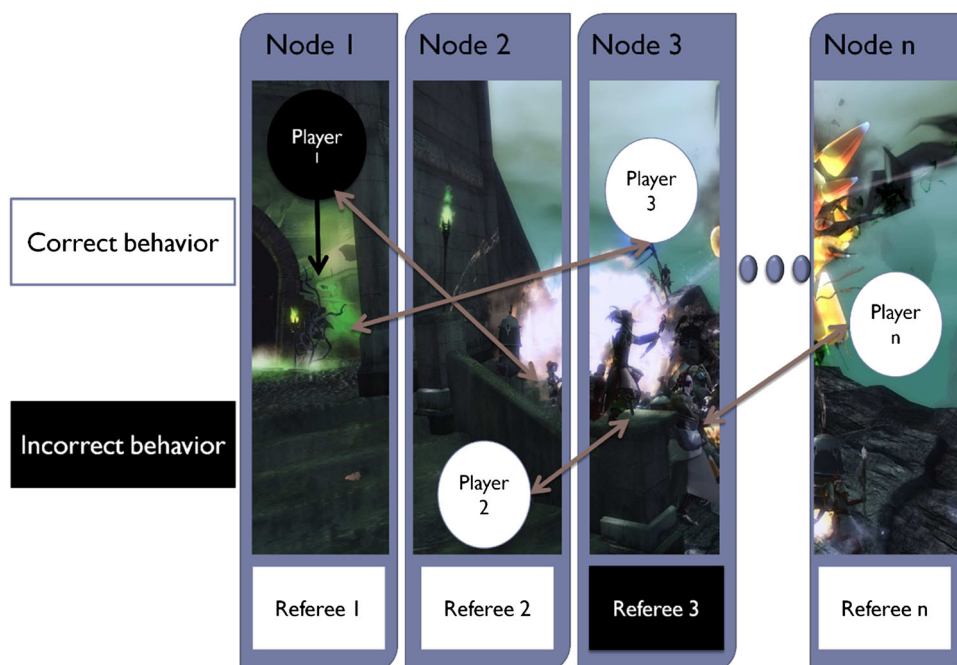 Node 1
Node 2
Node 3
Node n
Player
1
Player
3
Correct behavior
Player
n
Incorrect behavior
Player
2
Referee 1
Referee 2
Referee 3
Referee n